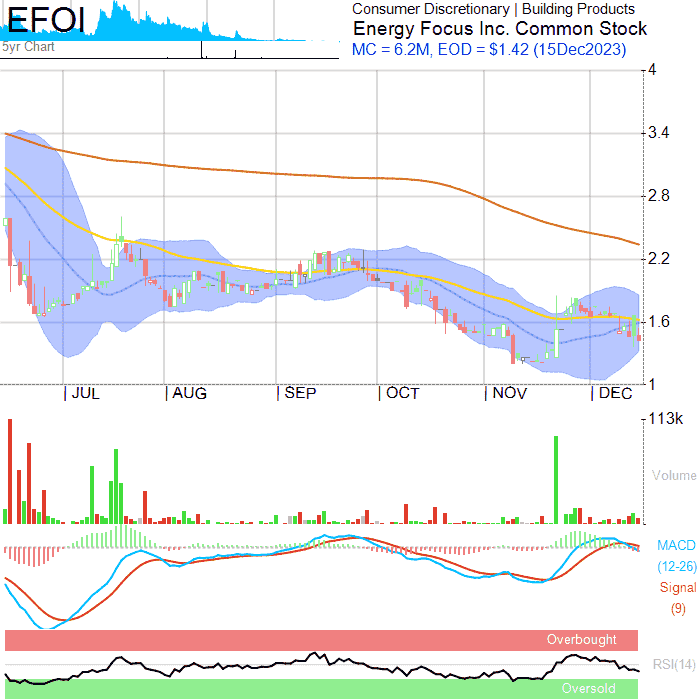 EFOI
5yr Chart
Consumer Discretionary | Building Products
Energy Focus Inc. Common Stock
MC = 6.2M, EOD = $1.42 (15Dec2023)
4
3.4
2.8
2.2
1.6
1
JUL AUG SEP OCT NOV DEC
113k
Volume
MACD
(12-26)
Signal
(9)
Overbought
RSI(14)
Oversold